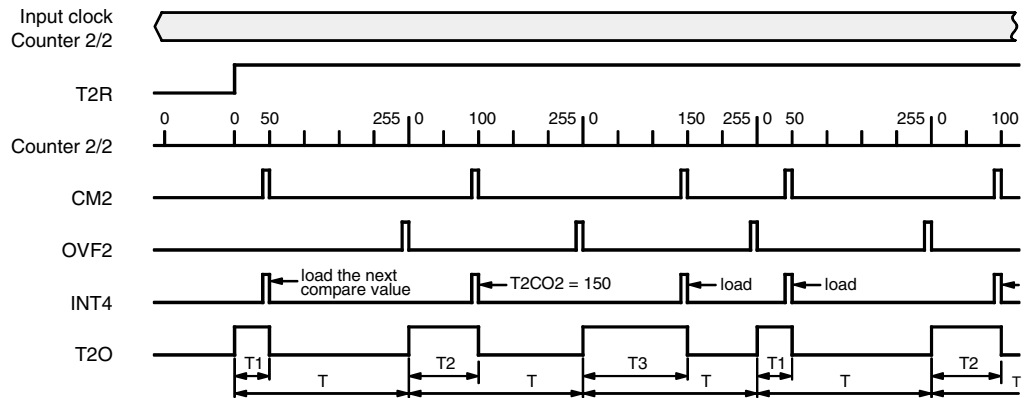 Input clock
Counter 2/2
T2R
0 0 50 255 0 100 255 0 150 255 0 50 255 0 100
Counter 2/2
CM2
OVF2
INT4
load the next
compare value
T2CO2 = 150
load
load
T2O
T1 T2 T3 T1 T2
T T T T T